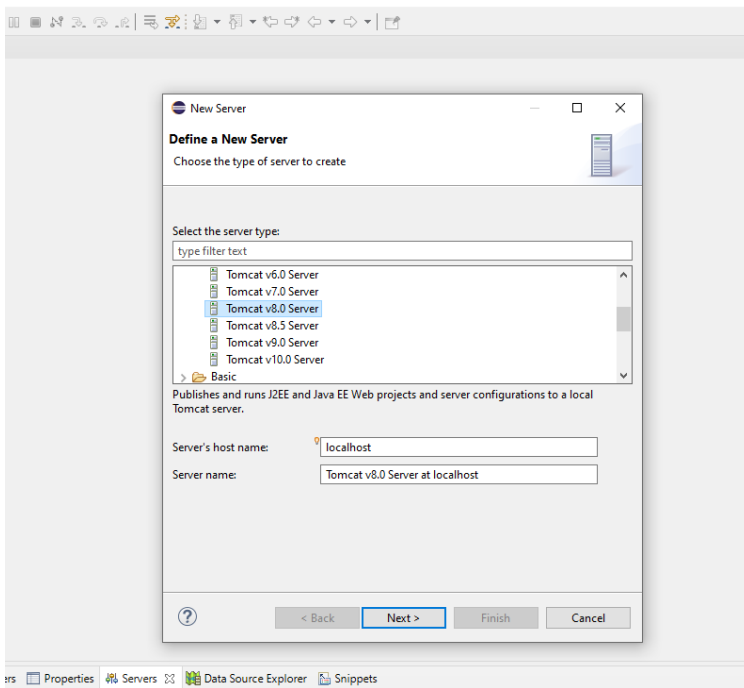 New Server
Define a New Server
Choose the type of server to create
Select the server type:
type filter text
Tomcat v6.0 Server
Tomcat v7.0 Server
Tomcat v8.0 Server
Tomcat v8.5 Server
Tomcat v9.0 Server
Tomcat v10.0 Server
Basic
Publishes and runs J2EE and Java EE Web projects and server configurations to a local
Tomcat server.
Server's host name: localhost
Server name: Tomcat v8.0 Server at localhost
< Back Next > Finish Cancel
ers Properties Servers Data Source Explorer Snippets